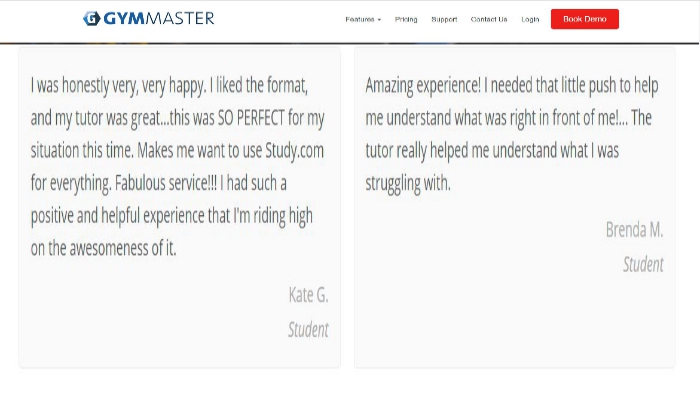 GYMMASTER
Features Pricing Support Contact Us Login Book Demo
I was honestly very, very happy. I liked the format,
and my tutor was great...this was SO PERFECT for my
situation this time. Makes me want to use Study.com
for everything. Fabulous service!!! I had such a
positive and helpful experience that I'm riding high
on the awesomeness of it.
Kate G.
Student
Amazing experience! I needed that little push to help
me understand what was right in front of me!... The
tutor really helped me understand what I was
struggling with.
Brenda M.
Student